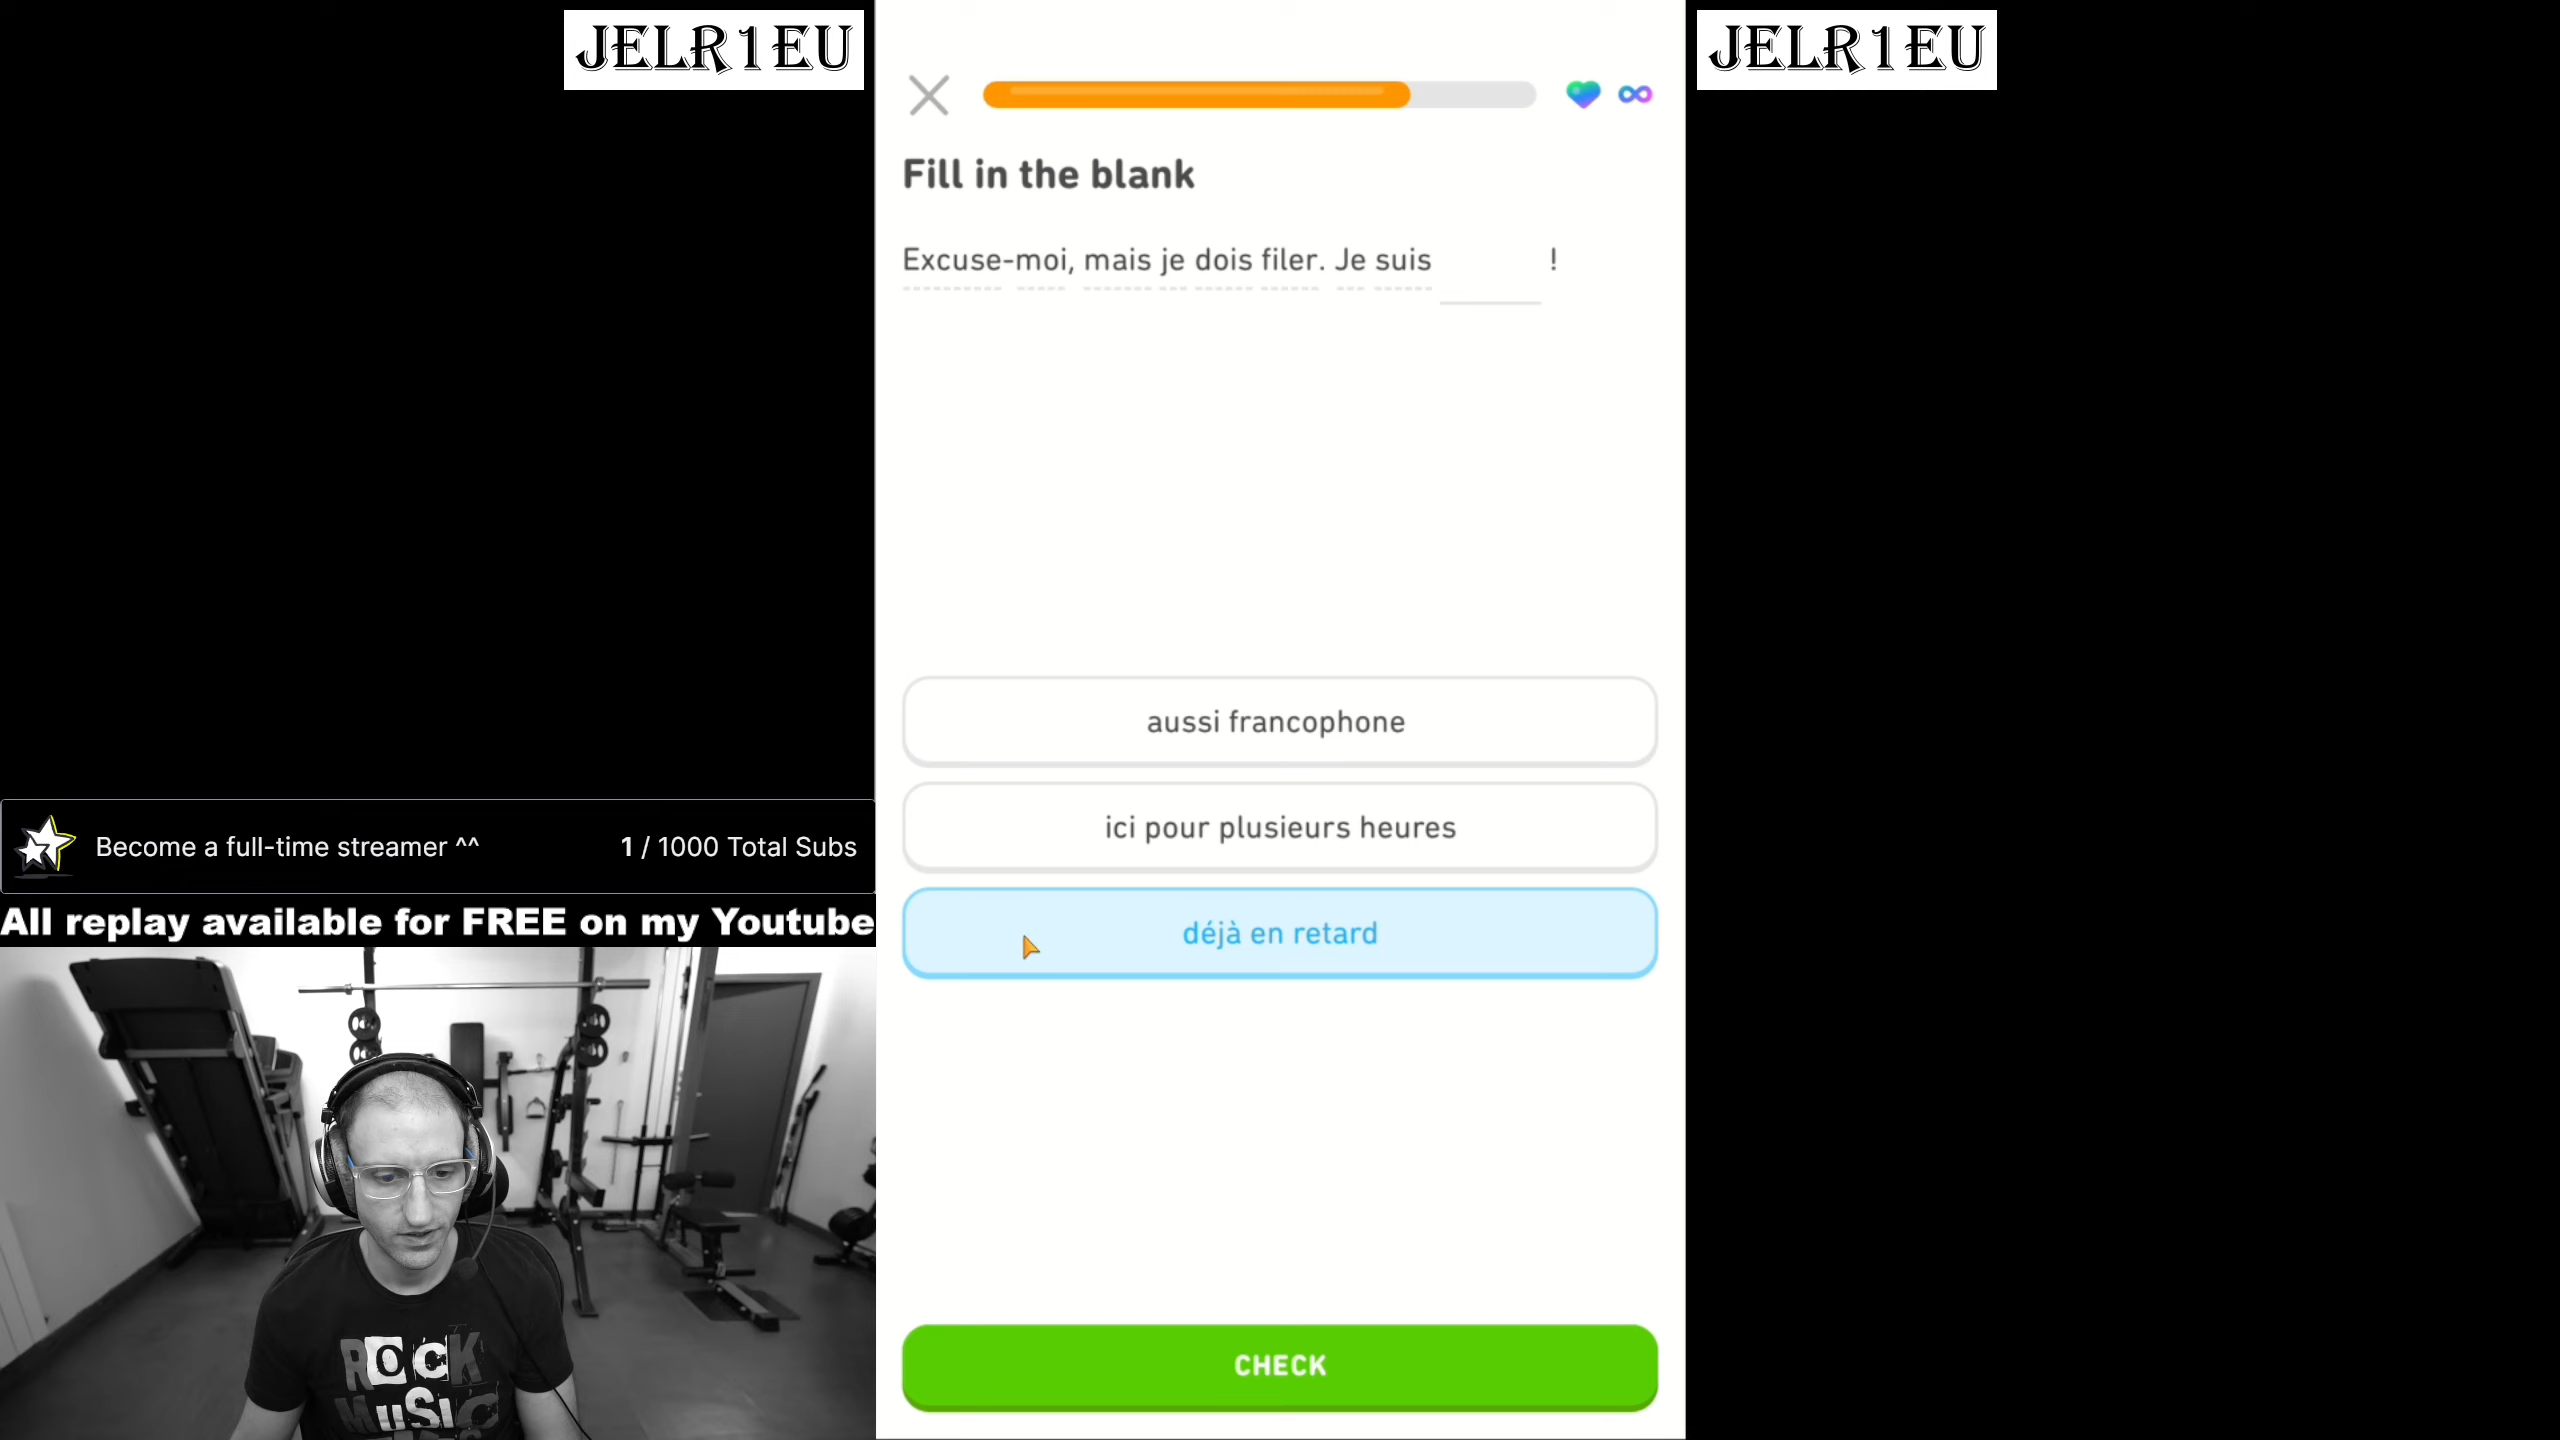 JELR1EU
JELR1EU
Fill in the blank
Excuse-moi, mais je dois filer. Je suis !
aussi francophone
ici pour plusieurs heures
déjà en retard
CHECK
Become a full-time streamer ^^ 1 / 1000 Total Subs
All replay available for FREE on my Youtube
ROCK
MUSIC